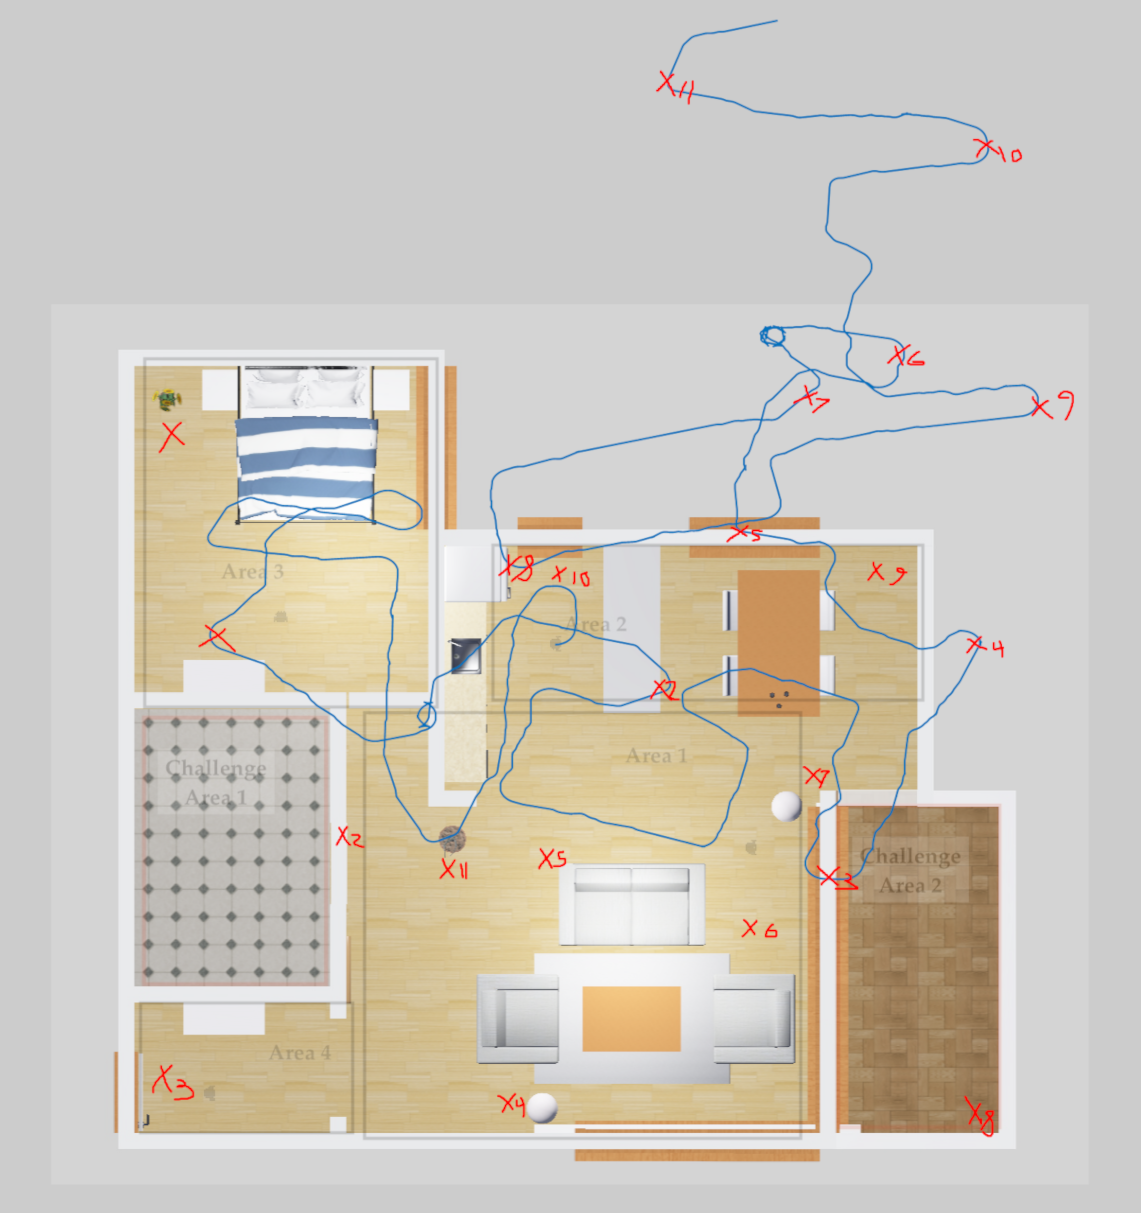 X11
X10
X6
X7
X9
X
X5
X8
X10
X9
Area 3
Area 2
X
X4
X2
Area 1
Challenge
Area 1
X7
X2
X5
X11
Challenge
Area 2
X3
X6
Area 4
X3
X4
X8